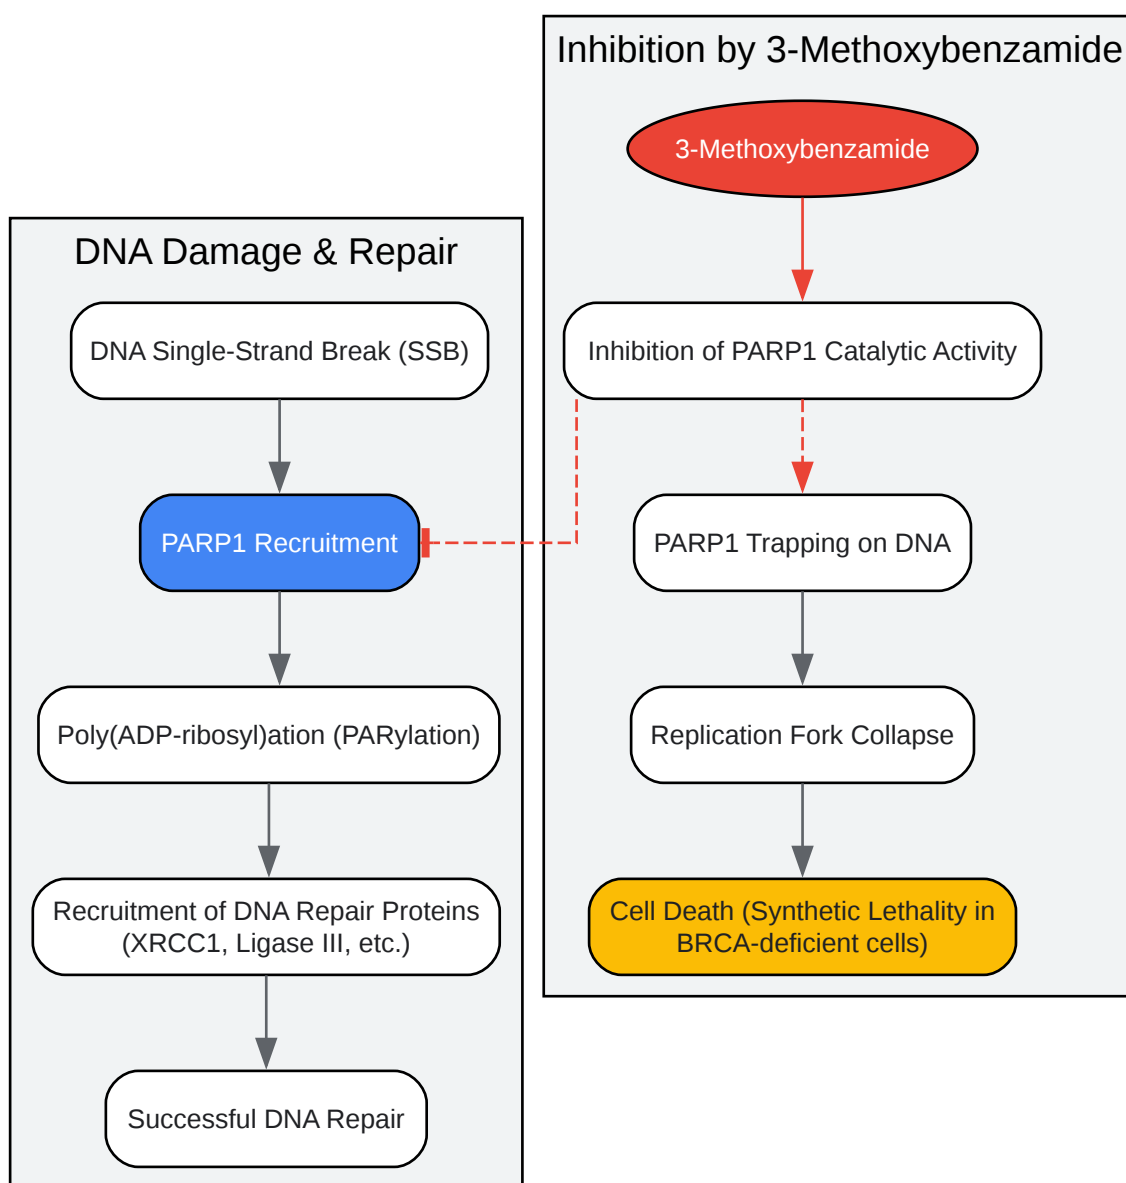 Inhibition by 3-Methoxybenzamide
3-Methoxybenzamide
Inhibition of PARP1 Catalytic Activity
PARP1 Trapping on DNA
Replication Fork Collapse
Cell Death (Synthetic Lethality in
BRCA-deficient cells)
DNA Damage & Repair
DNA Single-Strand Break (SSB)
PARP1 Recruitment
Poly(ADP-ribosyl)ation (PARylation)
Recruitment of DNA Repair Proteins
(XRCC1, Ligase III, etc.)
Successful DNA Repair